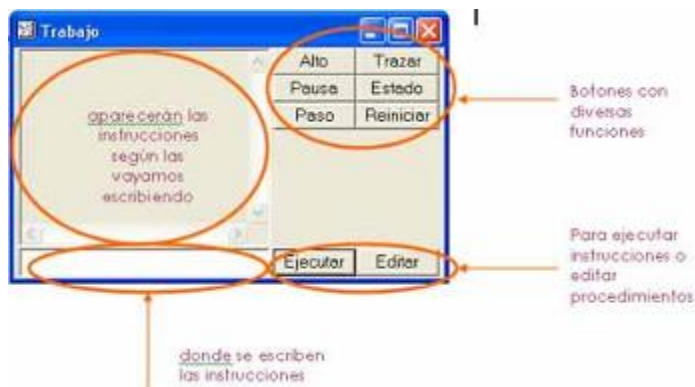 Trabajo
Alto Trazar
Pausa Estado
Paso Reiniciar
aparecerán las
instrucciones
según las
vayamos
escribiendo
Botones con
diversas
funciones
Ejecutar Editar
Para ejecutar
instrucciones o
editar
procedimientos
donde se escriben
las instrucciones